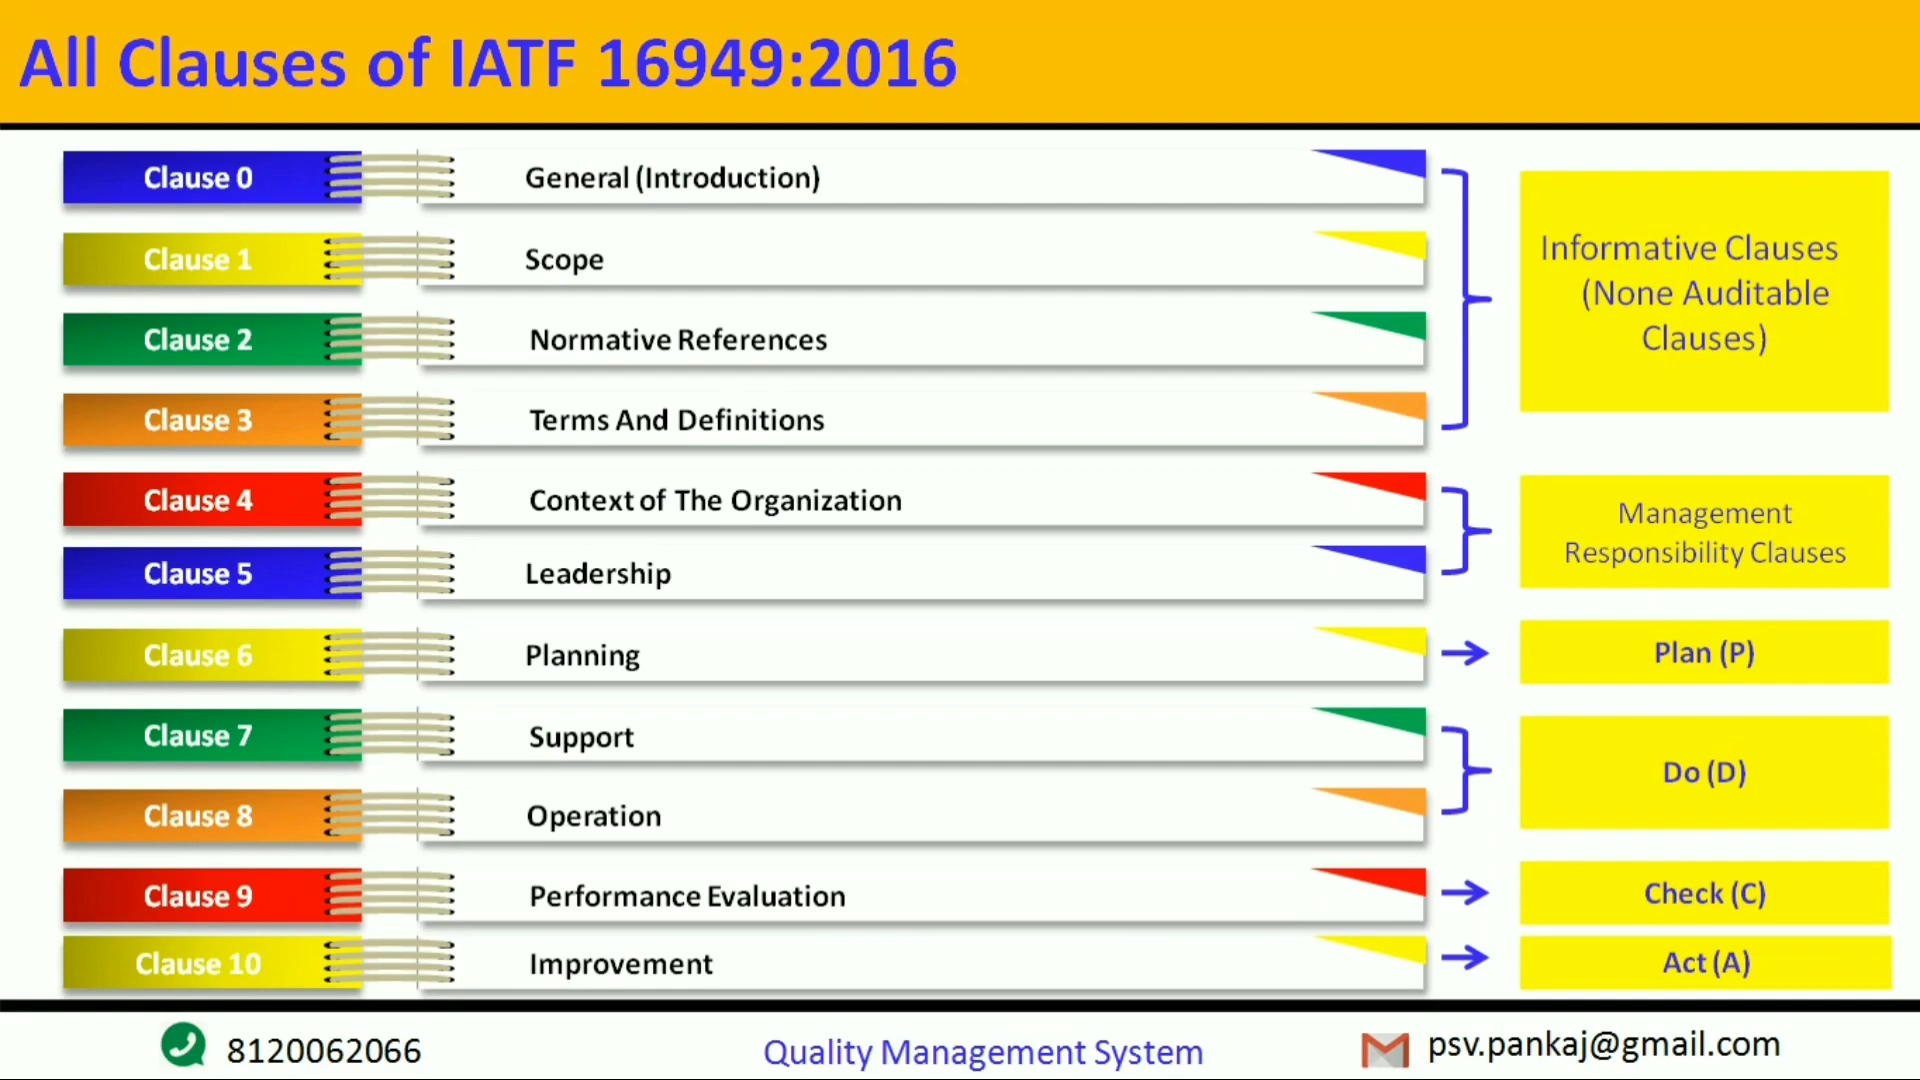 All Clauses of IATF 16949:2016
Clause 0 General (Introduction)
Clause 1 Scope
Clause 2 Normative References
Clause 3 Terms And Definitions
Informative Clauses
(None Auditable
Clauses)
Clause 4 Context of The Organization
Clause 5 Leadership
Management
Responsibility Clauses
Clause 6 Planning Plan (P)
Clause 7 Support
Clause 8 Operation
Do (D)
Clause 9 Performance Evaluation Check (C)
Clause 10 Improvement Act (A)
8120062066 Quality Management System psv.pankaj@gmail.com